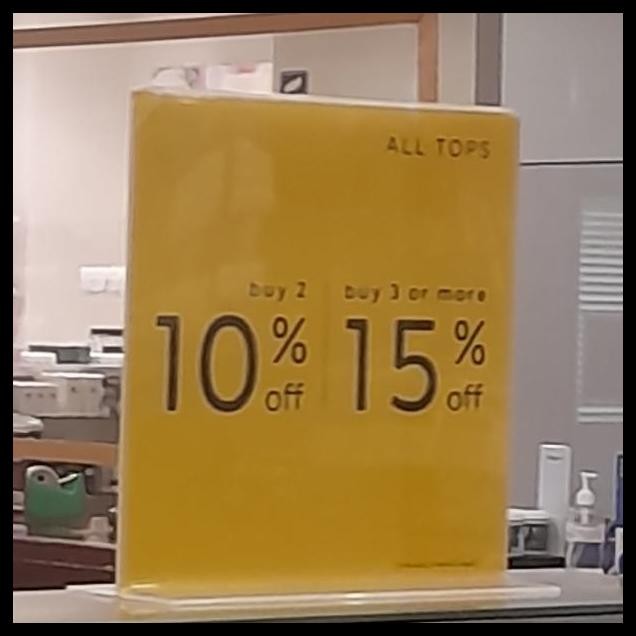 ALL TOPS
buy 2
10% off
buy 3 or more
15% off